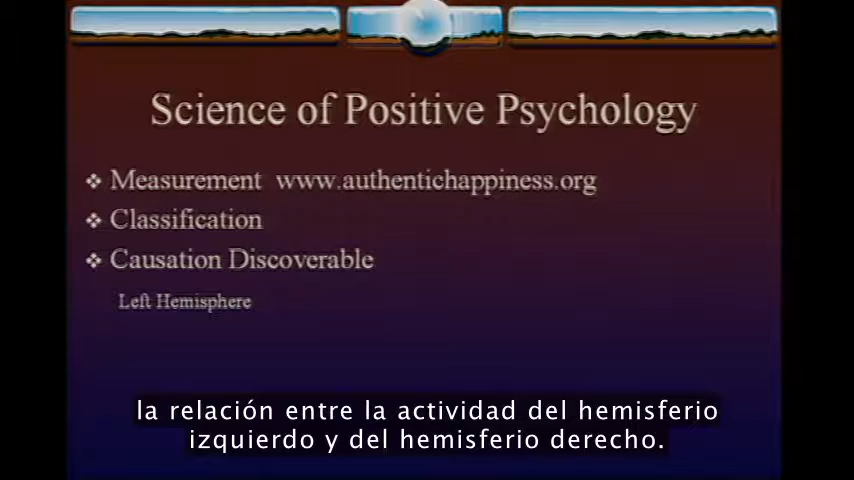 Science of Positive Psychology
❖ Measurement www.authentichappiness.org
❖ Classification
❖ Causation Discoverable
Left Hemisphere
la relación entre la actividad del hemisferio
izquierdo y del hemisferio derecho.